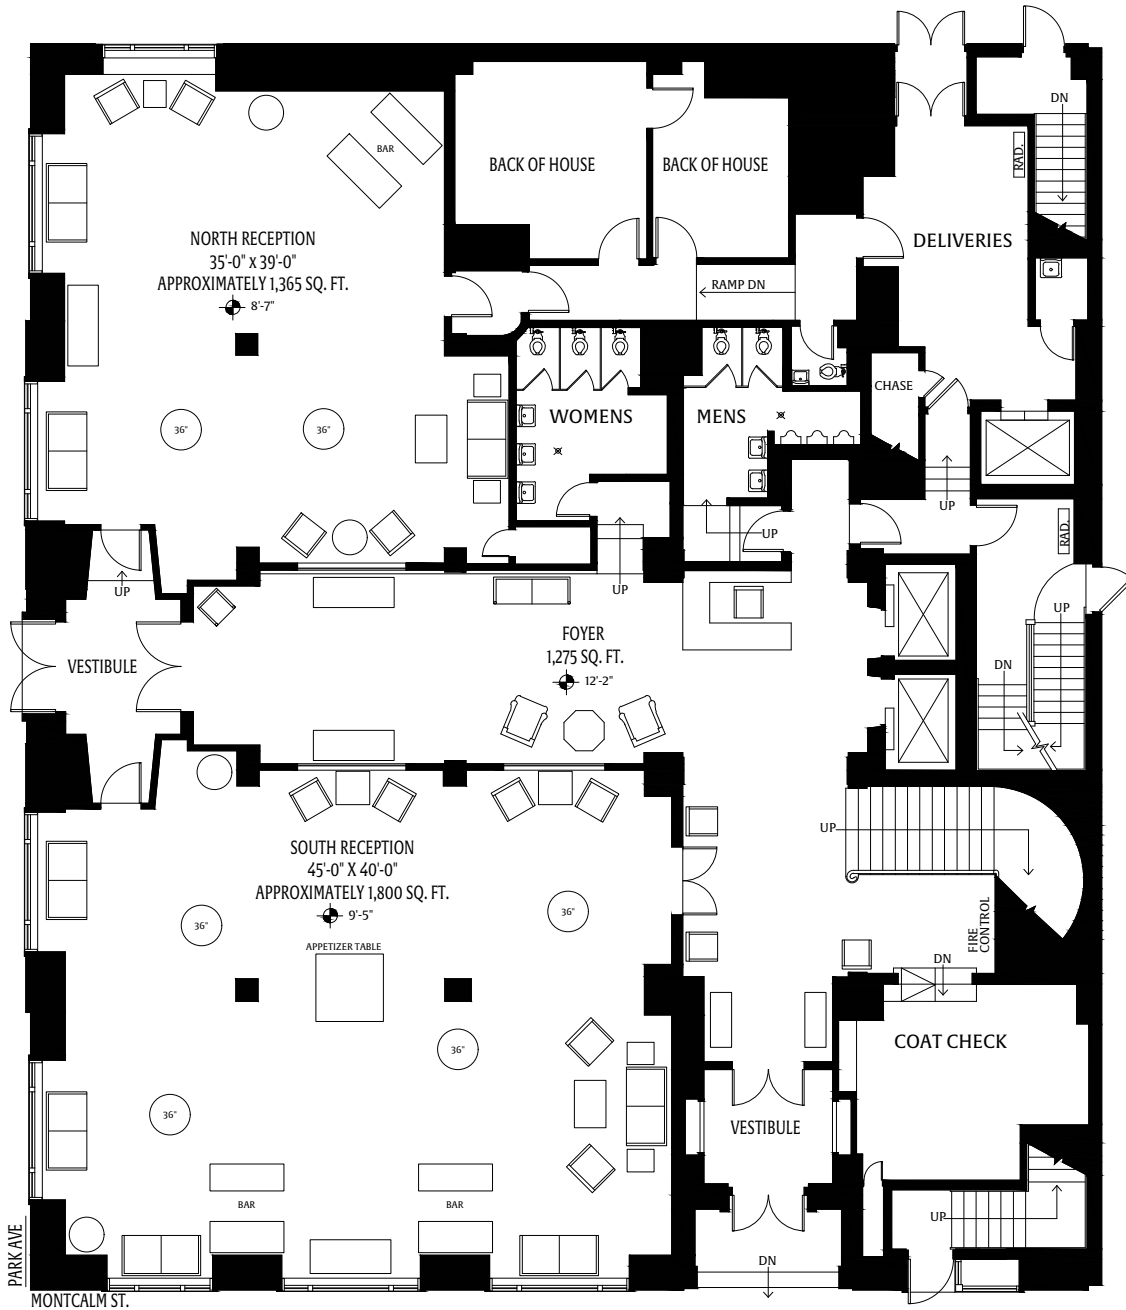 DN
RAD.
BAR
BACK OF HOUSE
BACK OF HOUSE
NORTH RECEPTION
35'-0" x 39'-0"
APPROXIMATELY 1,365 SQ. FT.
8'-7"
DELIVERIES
RAMP DN
CHASE
WOMENS
MENS
36"
36"
UP
UP
RAD.
UP
UP
UP
FOYER
1,275 SQ. FT.
12'-2"
VESTIBULE
DN
SOUTH RECEPTION
45'-0" X 40'-0"
APPROXIMATELY 1,800 SQ. FT.
9'-5"
UP
36"
36"
APPETIZER TABLE
FIRE
CONTROL
DN
COAT CHECK
36"
36"
VESTIBULE
BAR
BAR
UP
DN
PARK AVE
MONTCALM ST.